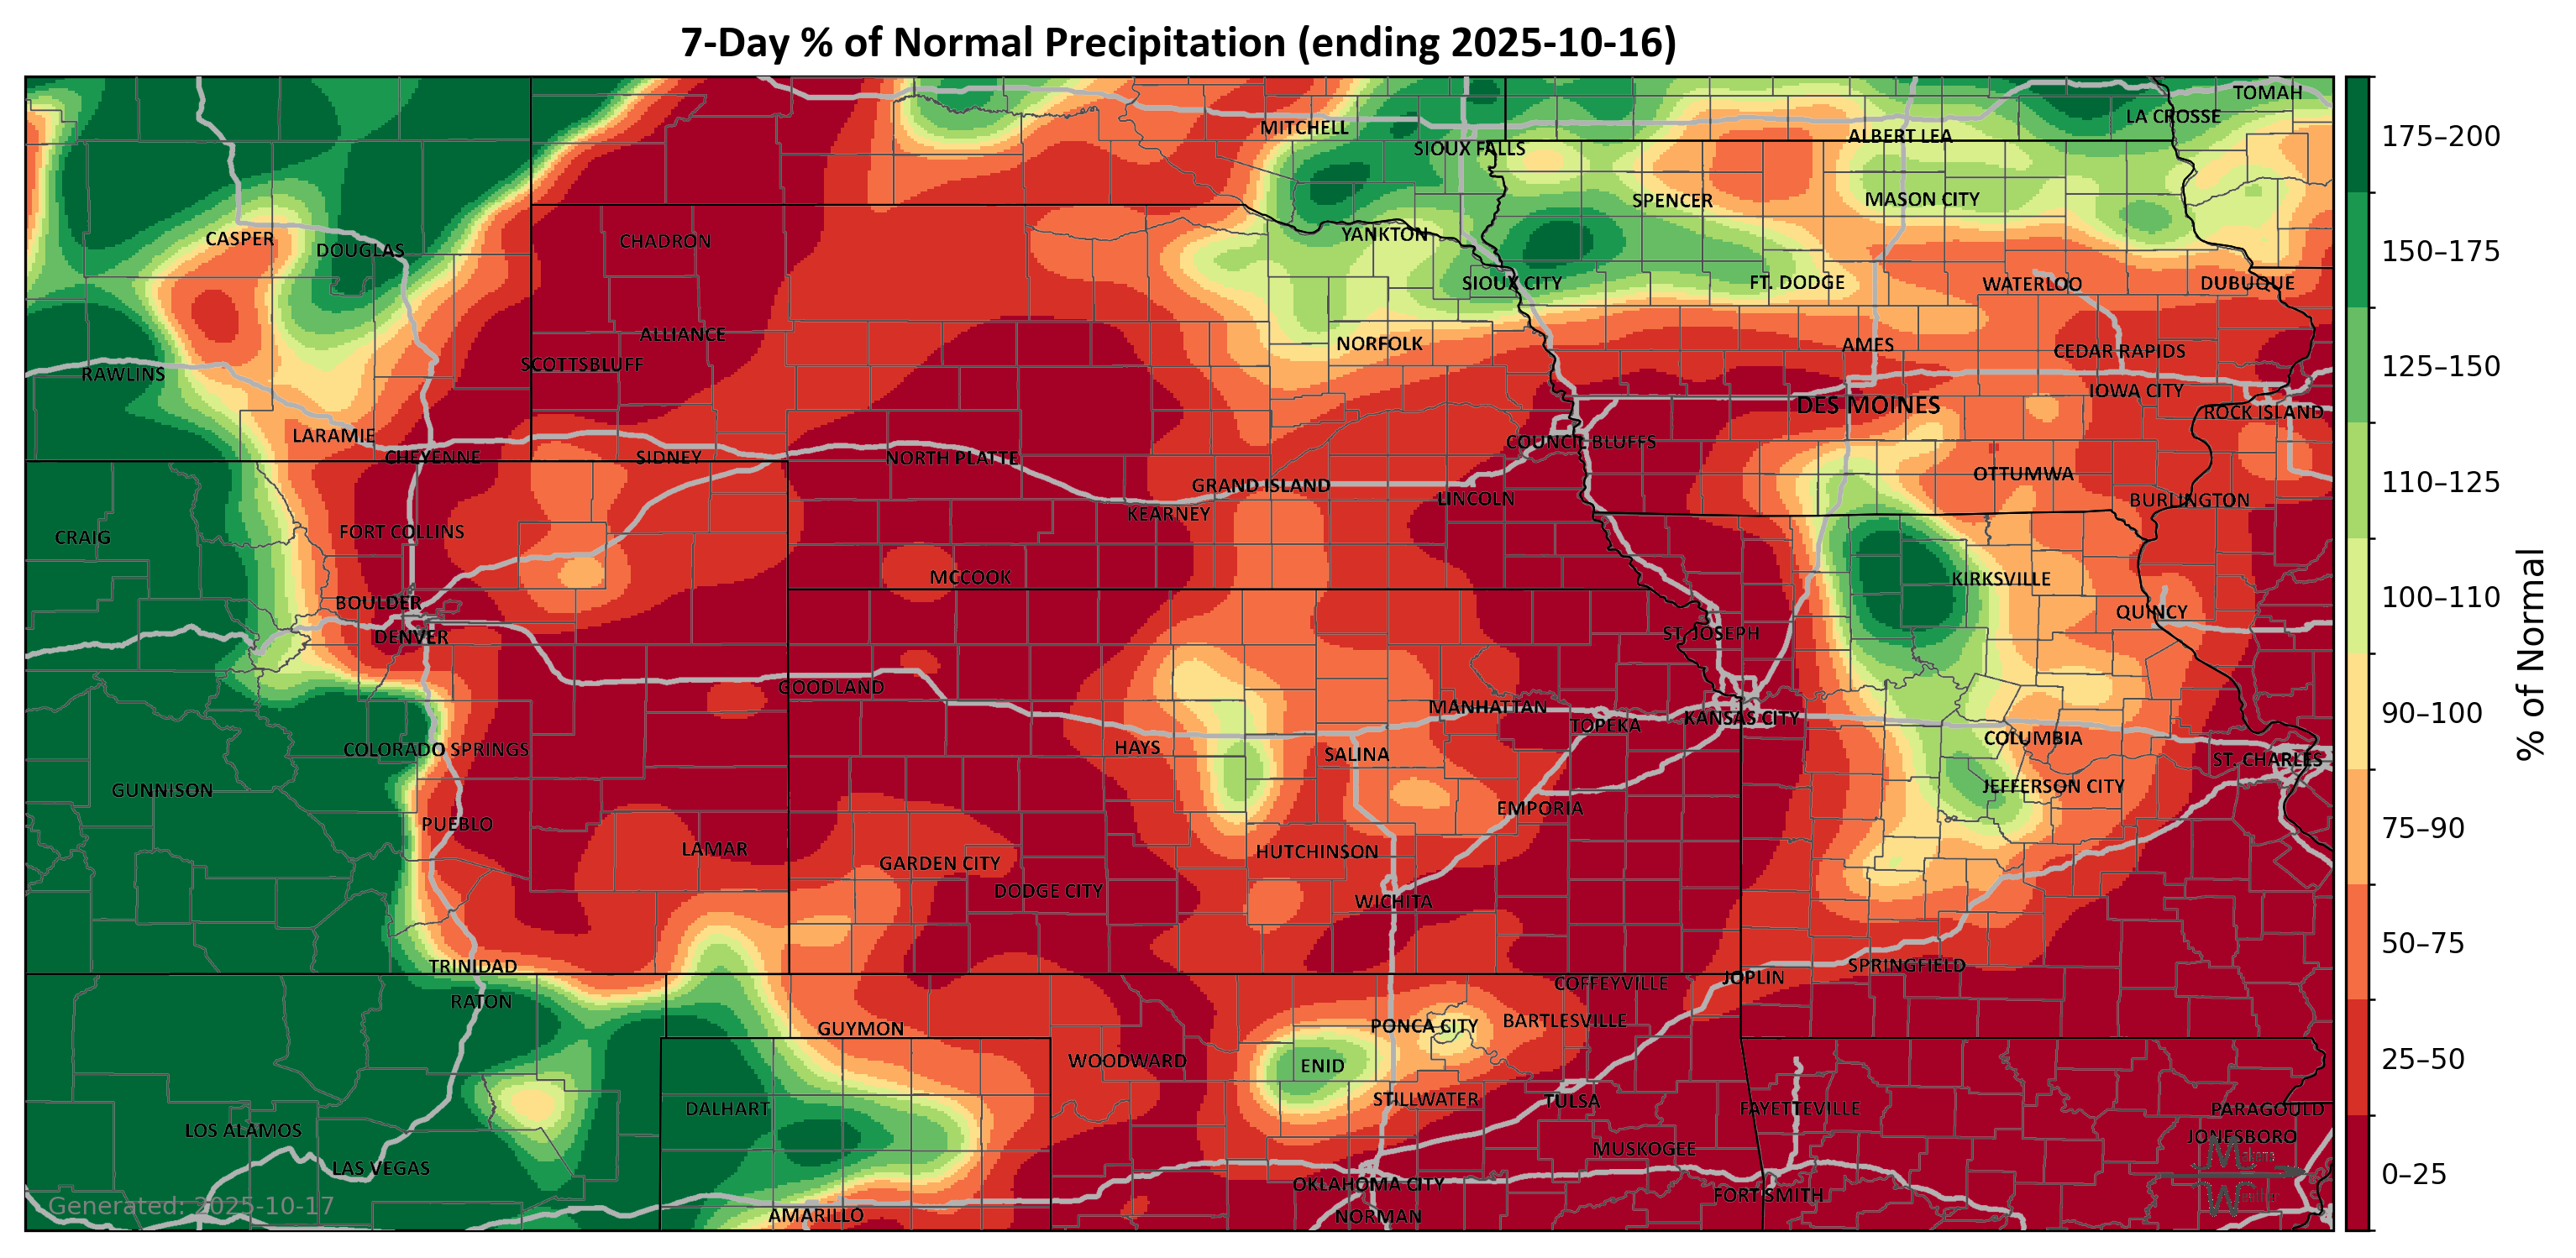 7-Day % of Normal Precipitation (ending 2025-10-16)
TOMAH
LA CROSSE
MITCHELL
ALBERT LEA
SIOUX FALLS
SPENCER
MASON CITY
YANKTON
CASPER
CHADRON
DOUGLAS
SIOUX CITY
FT. DODGE
WATERLOO
DUBUQUE
ALLIANCE
NORFOLK
AMES
CEDAR RAPIDS
SCOTTSBLUFF
RAWLINS
IOWA CITY
DES MOINES
ROCK ISLAND
LARAMIE
COUNCIL BLUFFS
CHEYENNE
SIDNEY
NORTH PLATTE
OTTUMWA
GRAND ISLAND
LINCOLN
BURLINGTON
KEARNEY
FORT COLLINS
CRAIG
MCCOOK
KIRKSVILLE
BOULDER
QUINCY
DENVER
ST. JOSEPH
GOODLAND
MANHATTAN
TOPEKA
KANSAS CITY
COLORADO SPRINGS
HAYS
SALINA
COLUMBIA
ST. CHARLES
GUNNISON
JEFFERSON CITY
EMPORIA
PUEBLO
LAMAR
HUTCHINSON
GARDEN CITY
DODGE CITY
WICHITA
TRINIDAD
SPRINGFIELD
JOPLIN
COFFEYVILLE
RATON
GUYMON
PONCA CITY
BARTLESVILLE
WOODWARD
ENID
STILLWATER
TULSA
DALHART
FAYETTEVILLE
PARAGOULD
LOS ALAMOS
JONESBORO
MUSKOGEE
LAS VEGAS
OKLAHOMA CITY
FORT SMITH
AMARILLO
NORMAN
Generated: 2025-10-17
175–200
150–175
125–150
110–125
100–110
90–100
75–90
50–75
25–50
0–25
% of Normal